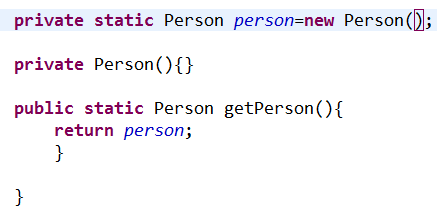 private static Person person=new Person();
private Person(){}
public static Person getPerson(){
return person;
}
}